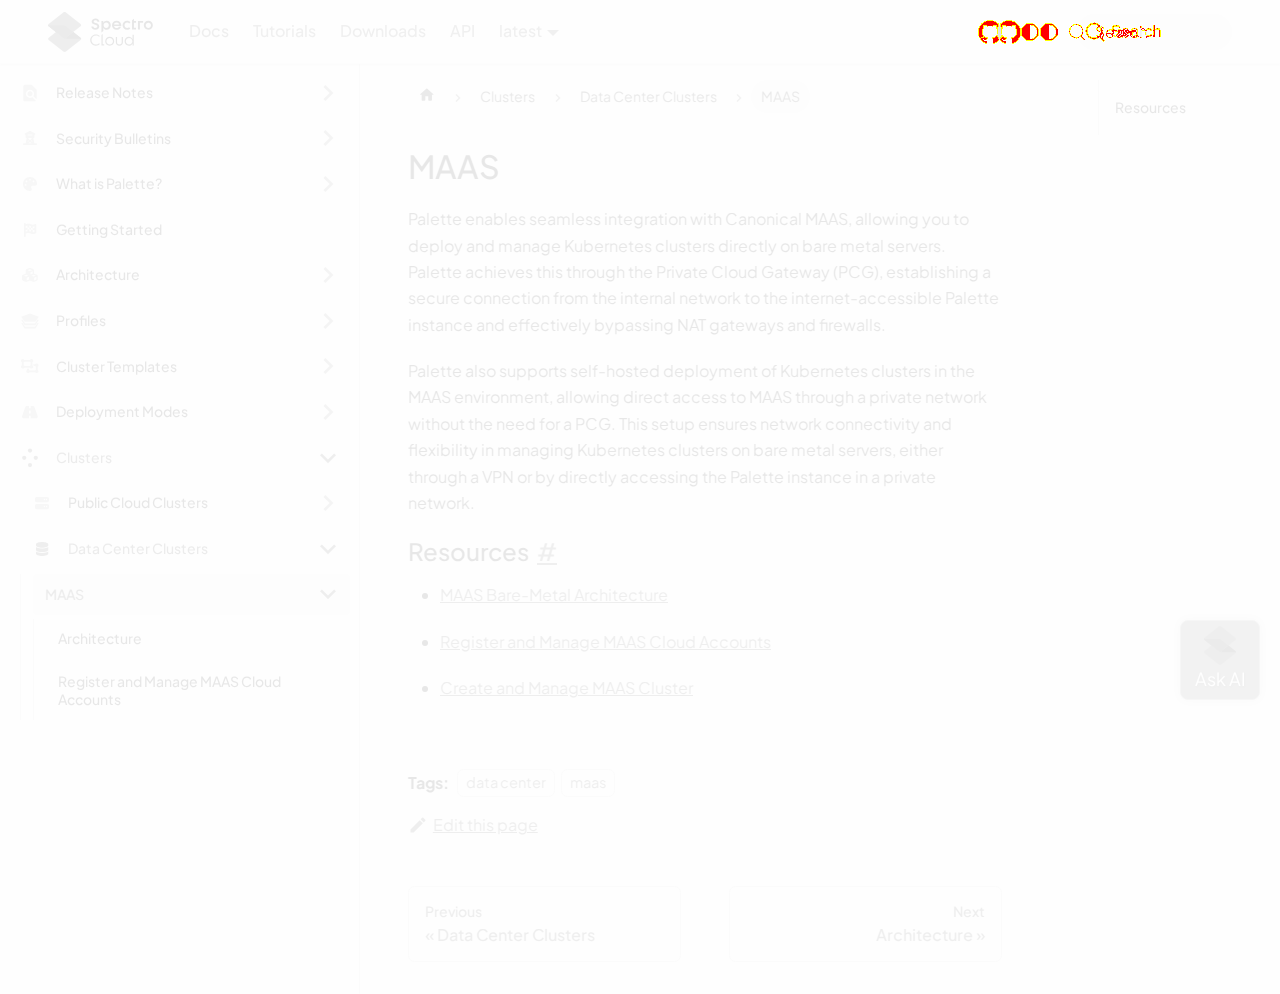 Spectro
Cloud
Docs
Tutorials
Downloads
API
latest
Search
Release Notes
Security Bulletins
What is Palette?
Getting Started
Architecture
Profiles
Cluster Templates
Deployment Modes
Clusters
Public Cloud Clusters
Data Center Clusters
MAAS
Architecture
Register and Manage MAAS Cloud
Accounts
Clusters
Data Center Clusters
MAAS
MAAS
Palette enables seamless integration with Canonical MAAS, allowing you to
deploy and manage Kubernetes clusters directly on bare metal servers.
Palette achieves this through the Private Cloud Gateway (PCG), establishing a
secure connection from the internal network to the internet-accessible Palette
instance and effectively bypassing NAT gateways and firewalls.
Palette also supports self-hosted deployment of Kubernetes clusters in the
MAAS environment, allowing direct access to MAAS through a private network
without the need for a PCG. This setup ensures network connectivity and
flexibility in managing Kubernetes clusters on bare metal servers, either
through a VPN or by directly accessing the Palette instance in a private
network.
Resources #
MAAS Bare-Metal Architecture
Register and Manage MAAS Cloud Accounts
Create and Manage MAAS Cluster
Tags: data center maas
Edit this page
Previous
« Data Center Clusters
Next
Architecture »
Resources
Ask AI